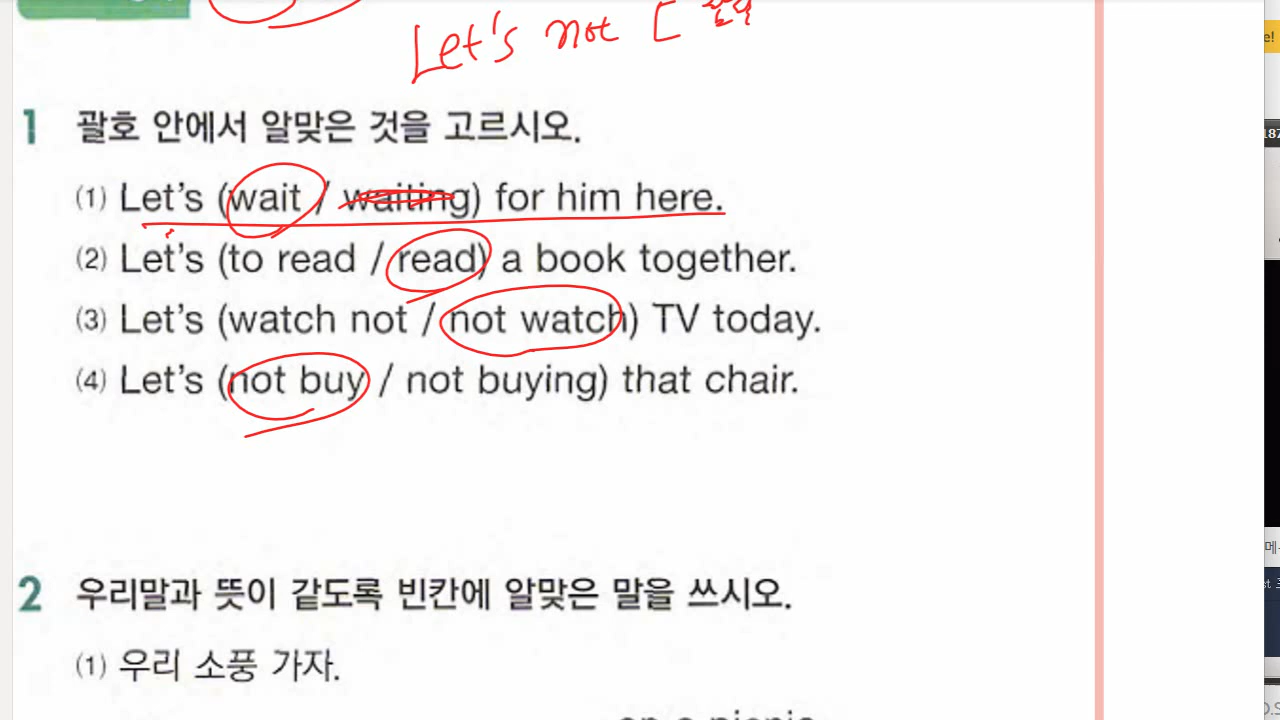 Let's not [
1 괄호 안에서 알맞은 것을 고르시오.
(1) Let's (wait / waiting) for him here.
(2) Let's (to read / read) a book together.
(3) Let's (watch not / not watch) TV today.
(4) Let's (not buy / not buying) that chair.
2 우리말과 뜻이 같도록 빈칸에 알맞은 말을 쓰시오.
(1) 우리 소풍 가자.
on a picnic